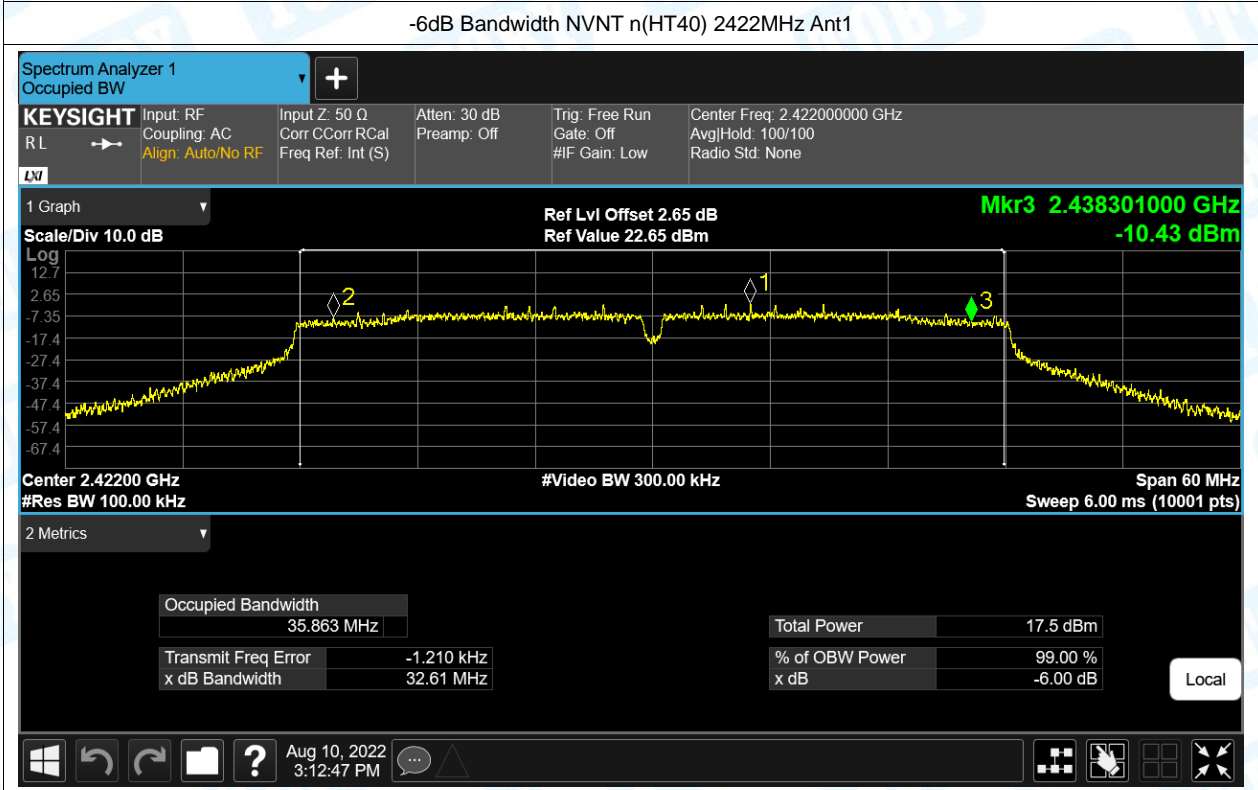 -6dB Bandwidth NVNT n(HT40) 2422MHz Ant1
Spectrum Analyzer 1
Occupied BW
KEYSIGHT
R L
LXI
Input: RF
Coupling: AC
Align: Auto/No RF
Input Z: 50 Ω
Corr CCorr RCal
Freq Ref: Int (S)
Atten: 30 dB
Preamp: Off
Trig: Free Run
Gate: Off
#IF Gain: Low
Center Freq: 2.422000000 GHz
Avg|Hold: 100/100
Radio Std: None
1 Graph
Scale/Div 10.0 dB
Ref Lvl Offset 2.65 dB
Ref Value 22.65 dBm
Mkr3 2.438301000 GHz
-10.43 dBm
Log
12.7
2.65
-7.35
-17.4
-27.4
-37.4
-47.4
-57.4
-67.4
2
1
3
Center 2.42200 GHz
#Res BW 100.00 kHz
#Video BW 300.00 kHz
Span 60 MHz
Sweep 6.00 ms (10001 pts)
2 Metrics
Occupied Bandwidth
35.863 MHz
Transmit Freq Error -1.210 kHz
x dB Bandwidth 32.61 MHz
Total Power 17.5 dBm
% of OBW Power 99.00 %
x dB -6.00 dB
Local
?
Aug 10, 2022
3:12:47 PM